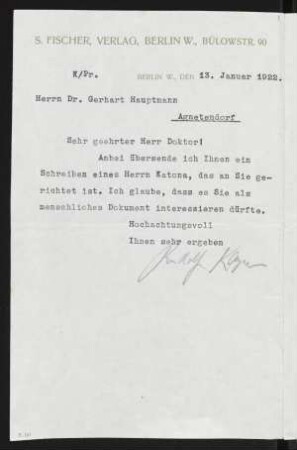 S. FISCHER, VERLAG, BERLIN W., BÜLOWSTR. 90
K/Pr. BERLIN W., DEN 13. Januar 1922.
Herrn Dr. Gerhart Hauptmann
Agnetendorf
Sehr geehrter Herr Doktor!
Anbei übersende ich Ihnen ein
Schreiben eines Herrn Katona, das an Sie ge-
richtet ist. Ich glaube, dass es Sie als
menschliches Dokument interessieren dürfte.
Hochachtungsvoll
Ihnen sehr ergeben
Rudolf Kayser